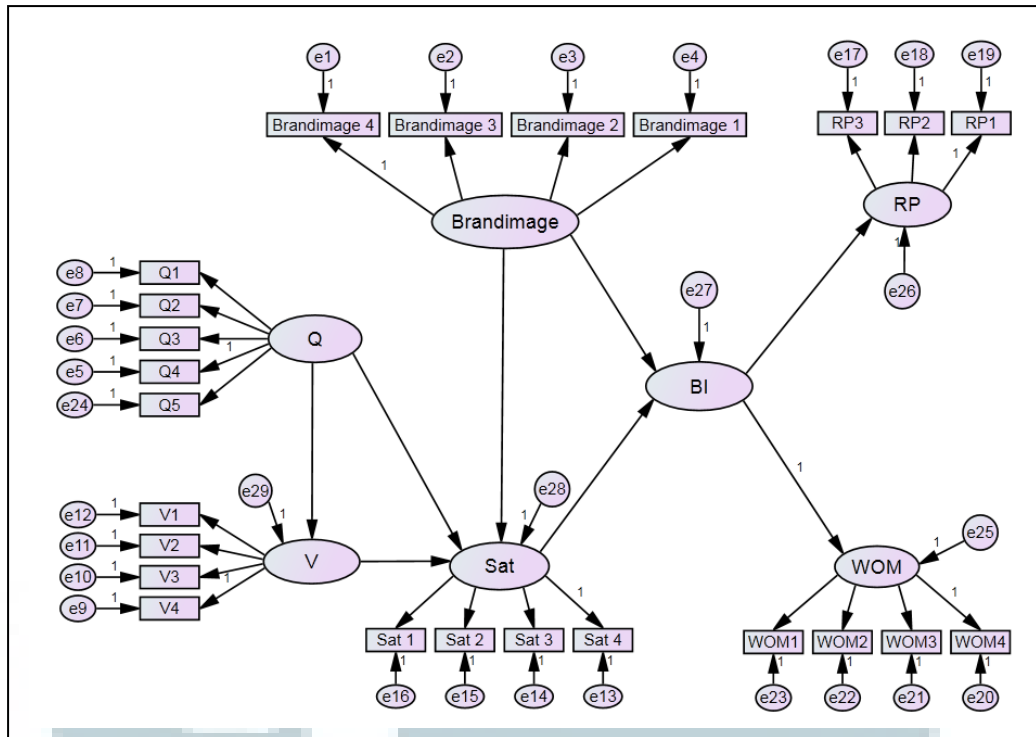 e1 e2 e3 e4 e17 e18 e19
1 1 1 1 1 1 1
Brandimage 4 Brandimage 3 Brandimage 2 Brandimage 1 RP3 RP2 RP1
1 1
Brandimage RP
1
e8 1 Q1 e27 e26
e7 1 Q2
e6 1 Q3 Q 1
e5 1 Q4 1
e24 1 Q5 BI
e29 e28 1
e12 1 V1 1 1 e25
e11 1 V2 1
e10 1 V3 V Sat WOM
e9 1 V4 1 1 1
Sat 1 Sat 2 Sat 3 Sat 4 WOM1 WOM2 WOM3 WOM4
1 1 1 1 1 1 1 1
e16 e15 e14 e13 e23 e22 e21 e20